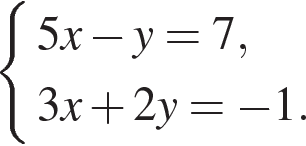 5x − y = 7,
3x + 2y = −1.